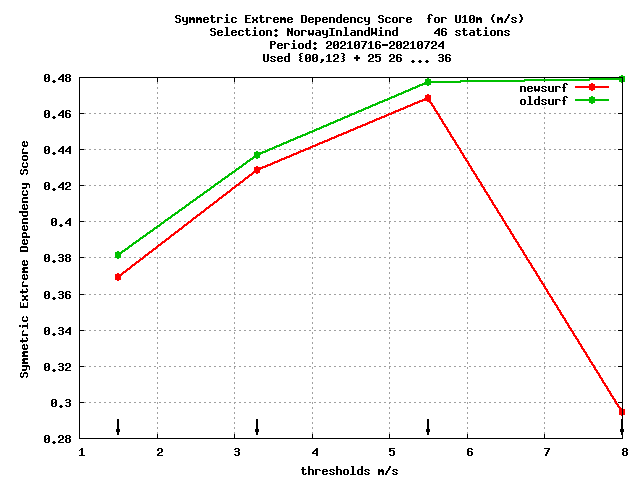 Symmetric Extreme Dependency Score  for U10m (m/s)
Selection: NorwayInlandWind     46 stations
Period: 20210716-20210724
Used {00,12} + 25 26 ... 36
newsurf
oldsurf
Symmetric Extreme Dependency Score
0.48
0.46
0.44
0.42
0.4
0.38
0.36
0.34
0.32
0.3
0.28
1 2 3 4 5 6 7 8
thresholds m/s